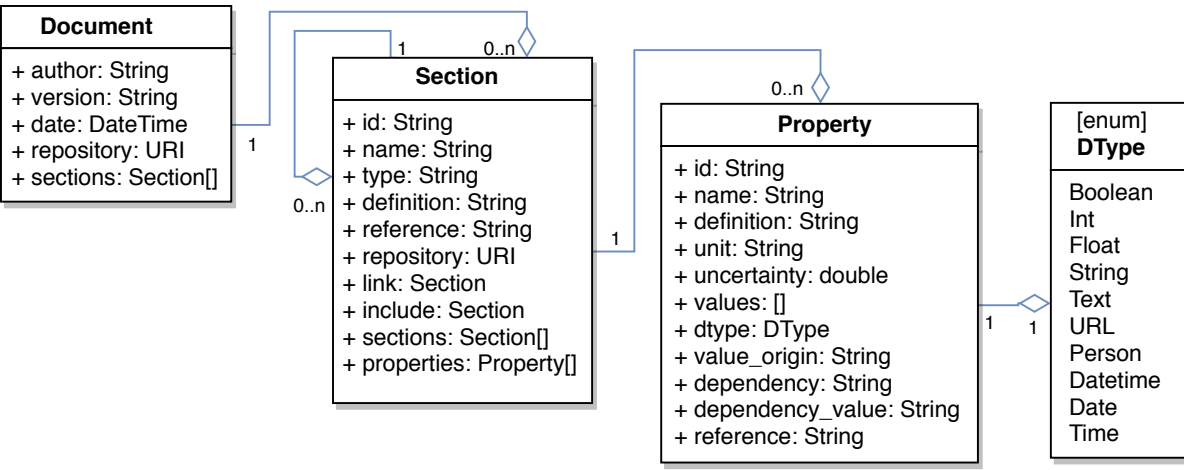 Document
+ author: String
+ version: String
+ date: DateTime
+ repository: URI
+ sections: Section[]
1
0..n
1
0..n
Section
+ id: String
+ name: String
+ type: String
+ definition: String
+ reference: String
+ repository: URI
+ link: Section
+ include: Section
+ sections: Section[]
+ properties: Property[]
1
0..n
Property
+ id: String
+ name: String
+ definition: String
+ unit: String
+ uncertainty: double
+ values: []
+ dtype: DType
+ value_origin: String
+ dependency: String
+ dependency_value: String
+ reference: String
1
1
[enum]
DType
Boolean
Int
Float
String
Text
URL
Person
Datetime
Date
Time